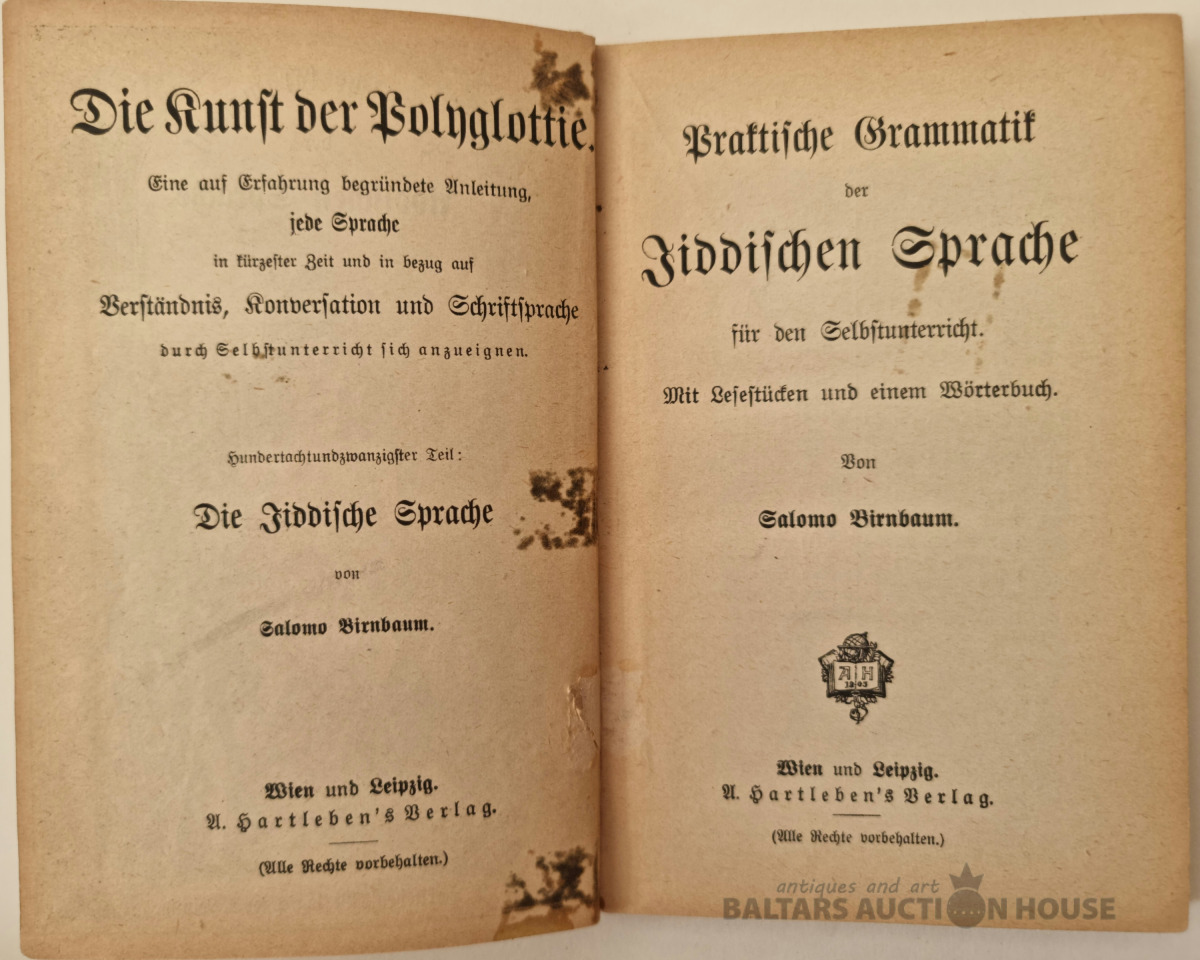 Die Kunst der Polyglottie.
Eine auf Erfahrung begründete Anleitung,
jede Sprache
in kürzester Zeit und in bezug auf
Verständnis, Konversation und Schriftsprache
durch Selbstunterricht sich anzueignen.
Hundertachtundzwanzigster Teil:
Die Jiddische Sprache
von
Salomo Birnbaum.
Wien und Leipzig.
A. Hartleben's Verlag.
(Alle Rechte vorbehalten.)
Praktische Grammatik
der
Jiddischen Sprache
für den Selbstunterricht.
Mit Lesestücken und einem Wörterbuch.
Von
Salomo Birnbaum.
A H
Wien und Leipzig.
A. Hartleben's Verlag.
(Alle Rechte vorbehalten.)
antiques and art
BALTARS AUCTION HOUSE